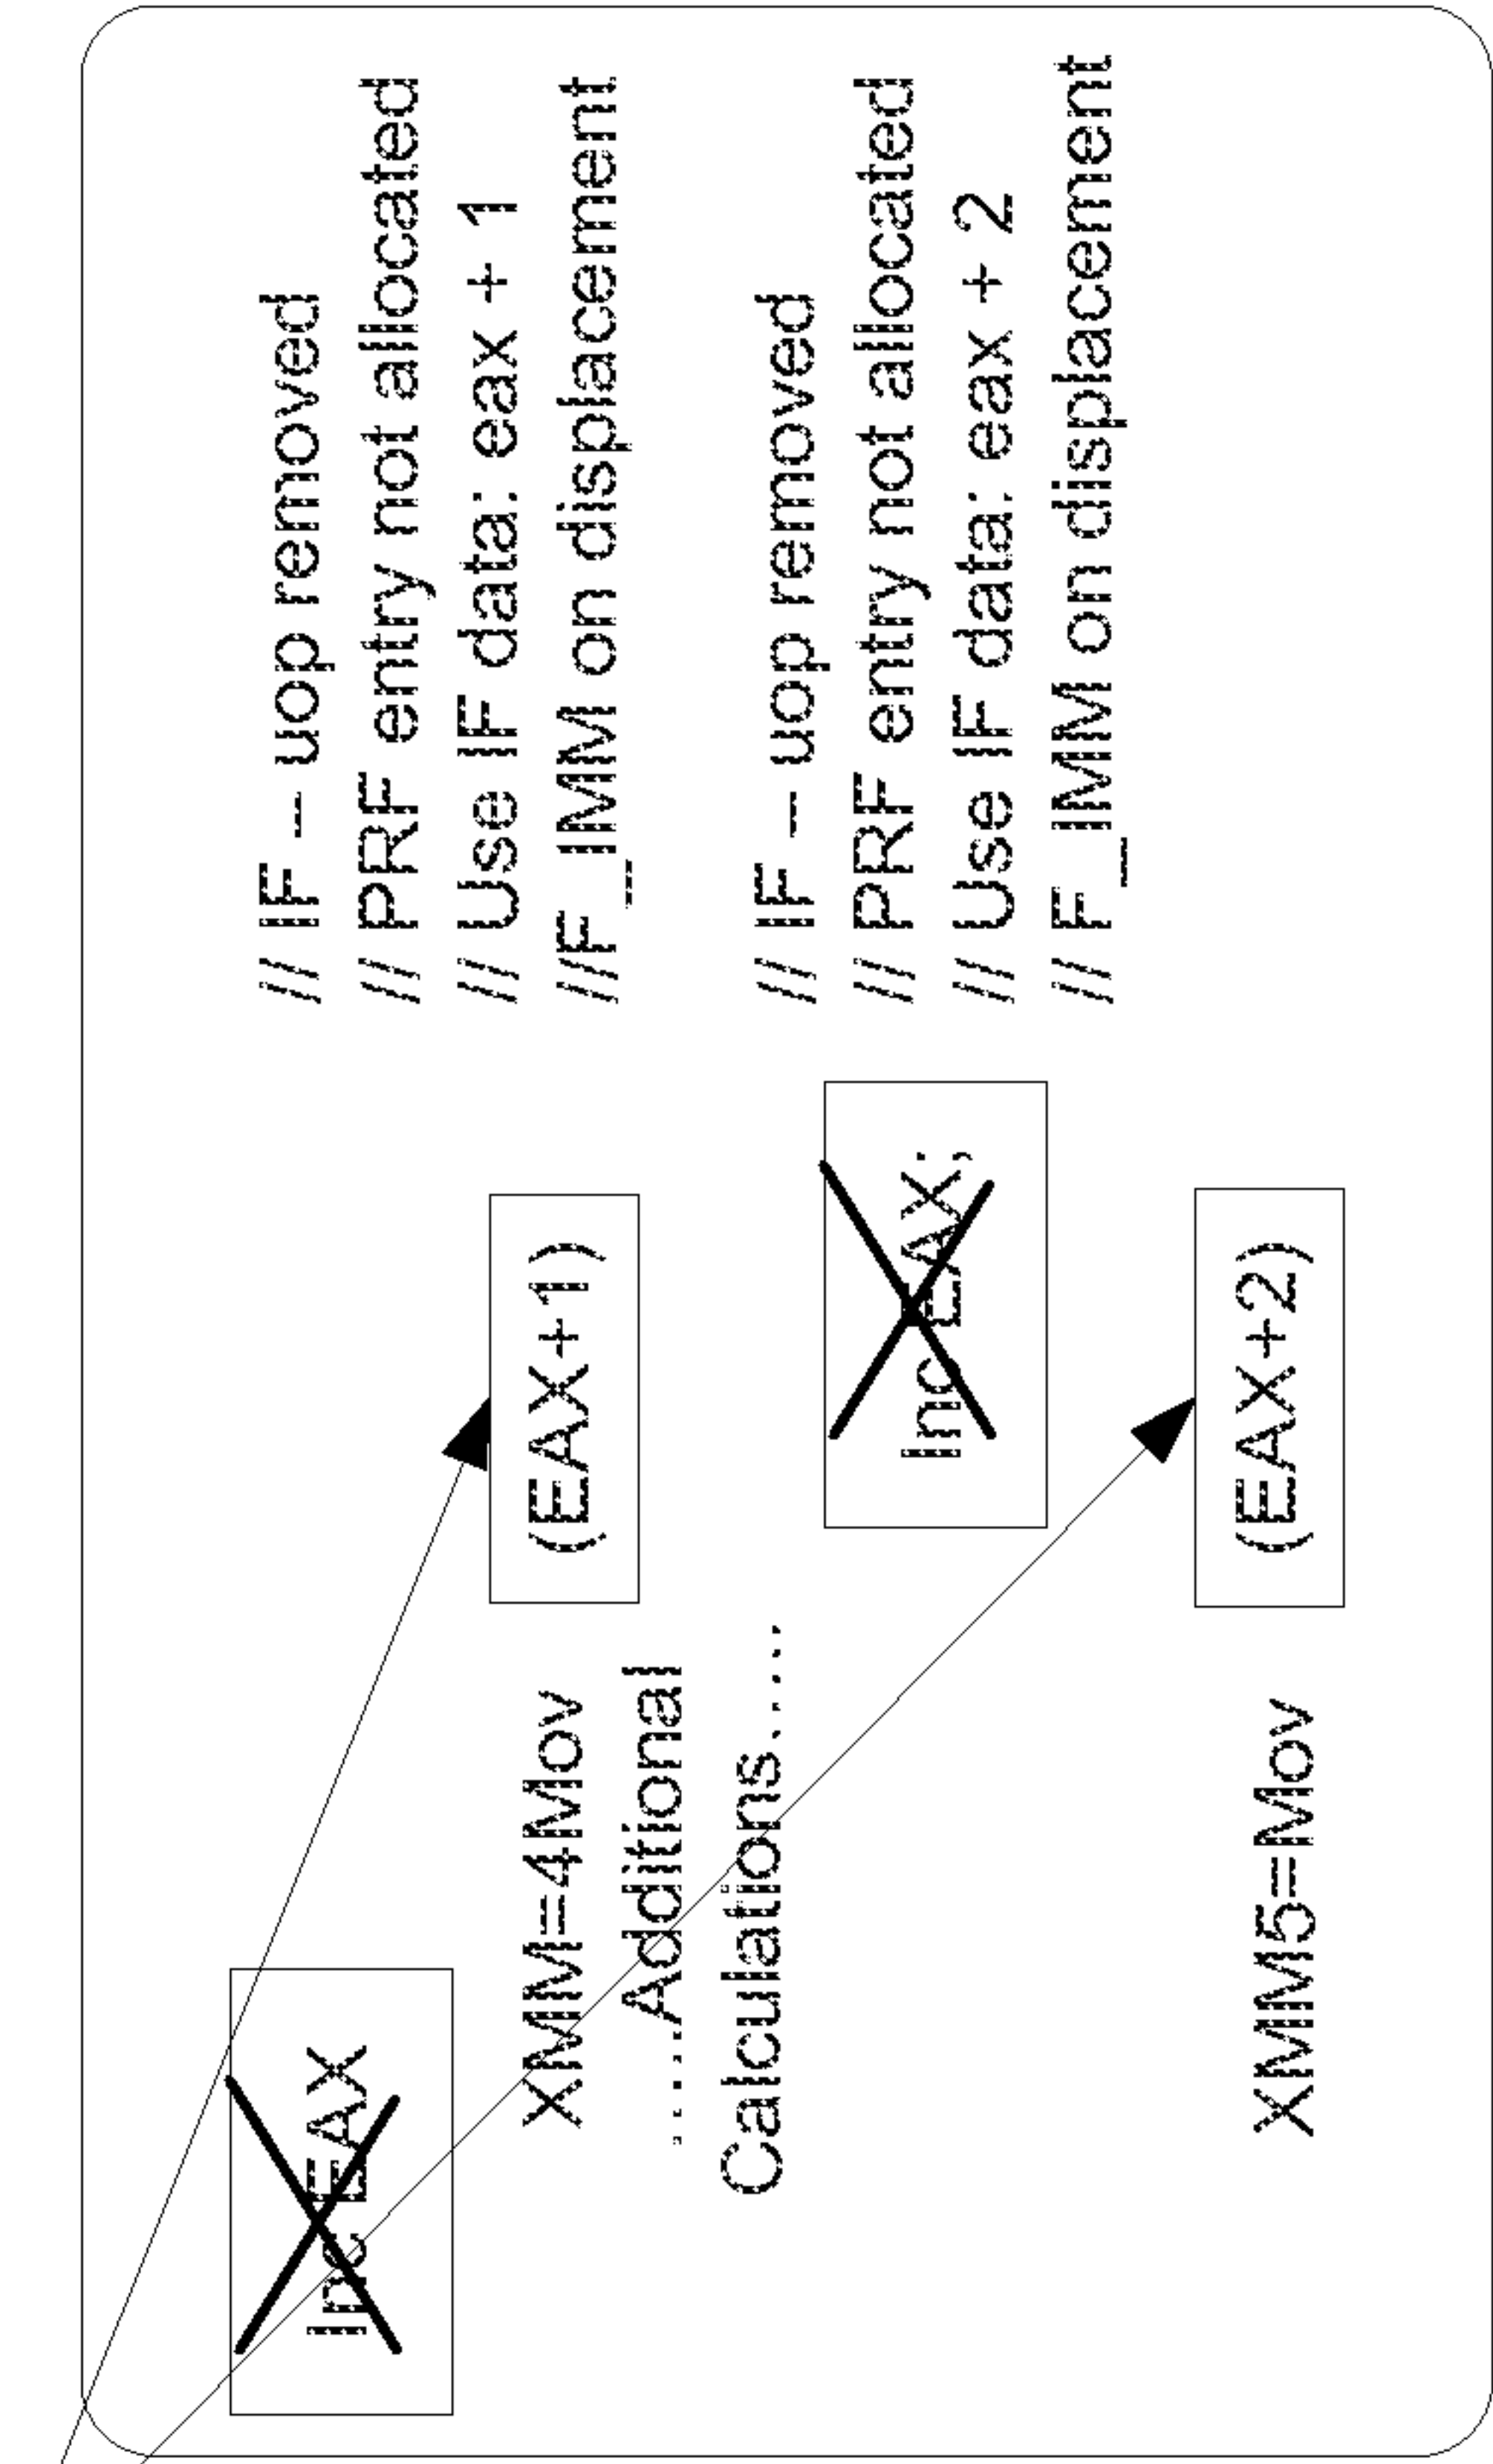 Inc EAX
// IF – uop removed
// PRF entry not allocated
// Use IF data: eax + 1
XMM=4Mov (EAX+1)
//F_IMM on displacement
.....Additional
Calculations.....
// IF – uop removed
// PRF entry not allocated
Inc EAX;
// Use IF data: eax + 2
// F_IMM on displacement
XMM5=Mov (EAX+2)